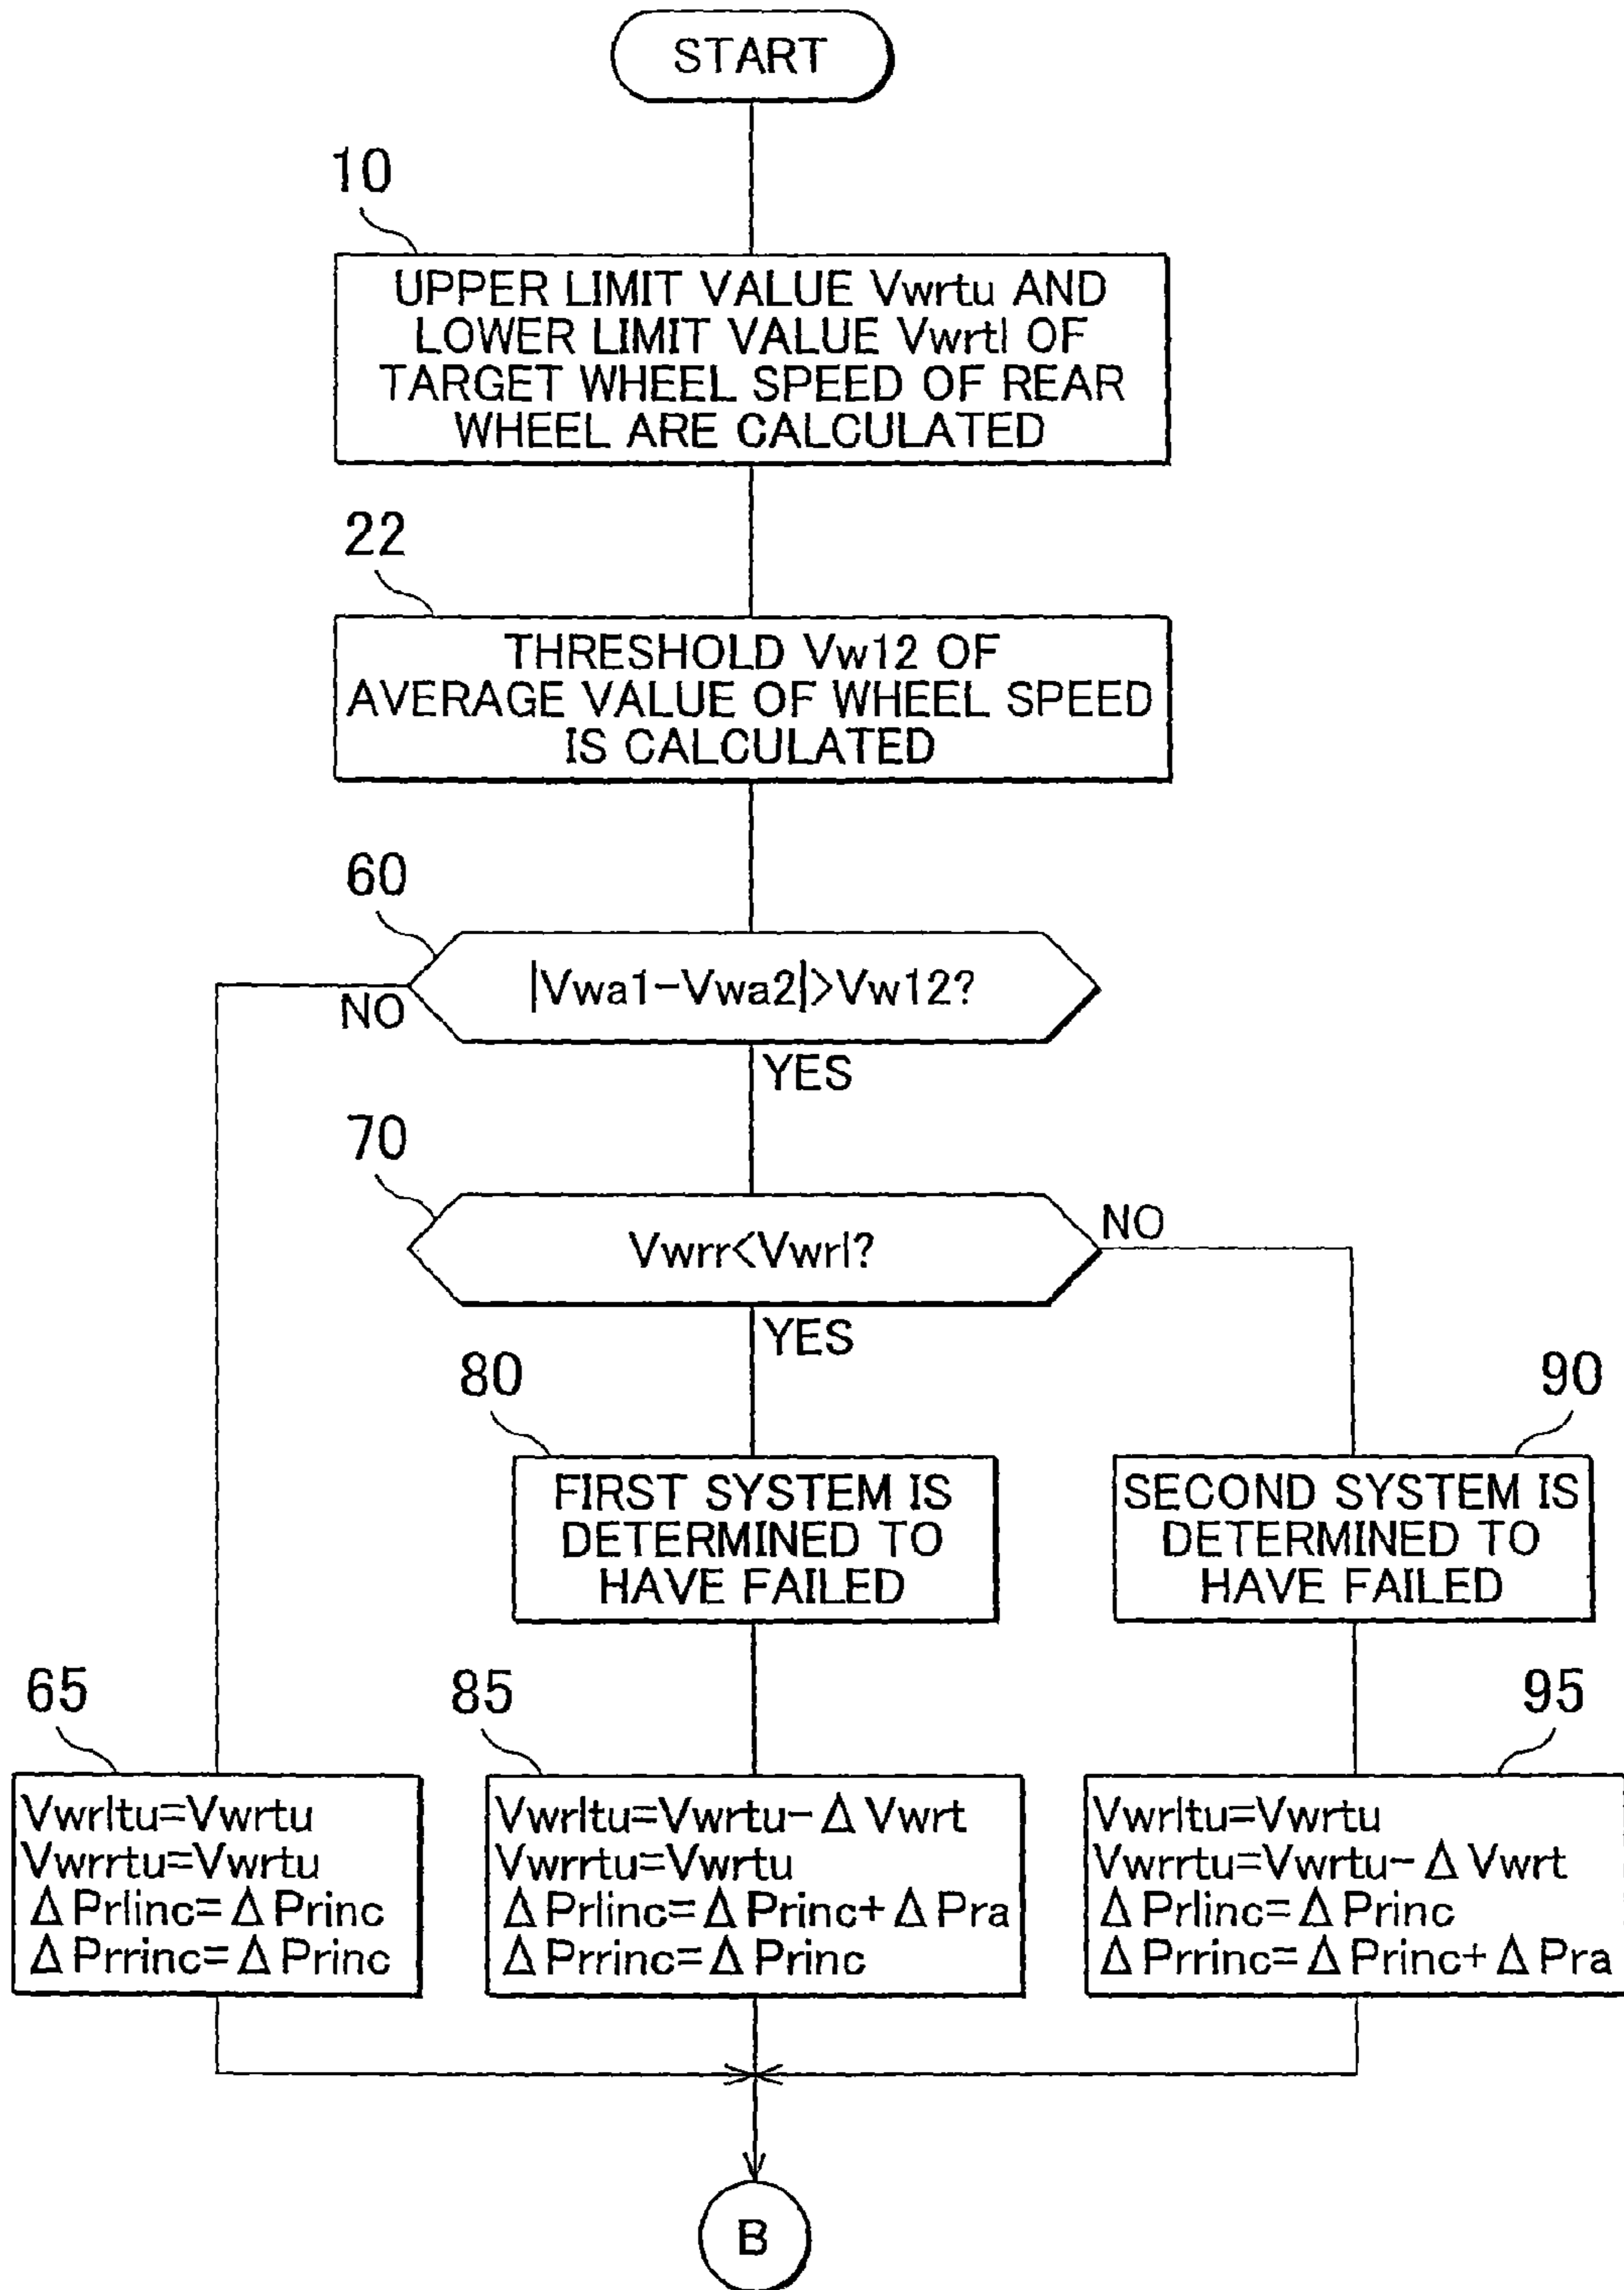 START
10
UPPER LIMIT VALUE Vwrtu AND
LOWER LIMIT VALUE Vwrtl OF
TARGET WHEEL SPEED OF REAR
WHEEL ARE CALCULATED
22
THRESHOLD Vw12 OF
AVERAGE VALUE OF WHEEL SPEED
IS CALCULATED
60
|Vwa1-Vwa2|>Vw12?
NO
YES
70
Vwrr<Vwrl?
NO
YES
80
FIRST SYSTEM IS
DETERMINED TO
HAVE FAILED
90
SECOND SYSTEM IS
DETERMINED TO
HAVE FAILED
65
Vwrltu=Vwrtu
Vwrrtu=Vwrtu
ΔPrlinc=ΔPrinc
ΔPrrinc=ΔPrinc
85
Vwrltu=Vwrtu-ΔVwrt
Vwrrtu=Vwrtu
ΔPrlinc=ΔPrinc+ΔPra
ΔPrrinc=ΔPrinc
95
Vwrltu=Vwrtu
Vwrrtu=Vwrtu-ΔVwrt
ΔPrlinc=ΔPrinc
ΔPrrinc=ΔPrinc+ΔPra
B